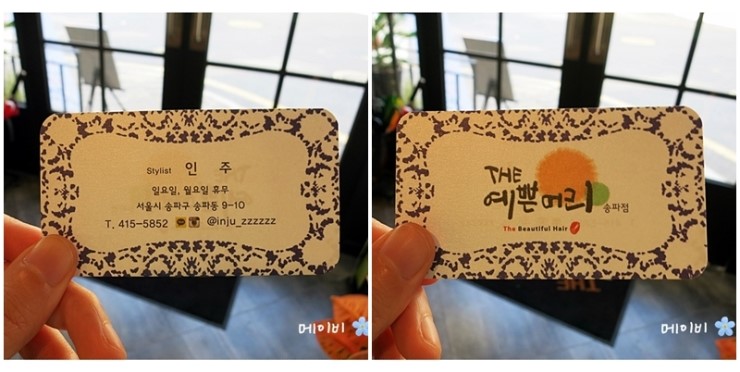 Stylist 인 주
일요일, 월요일 휴무
서울시 송파구 송파동 9-10
T. 415-5852 @inju_zzzzzz
메이비
THE
예쁜머리 송파점
The Beautiful Hair
THE
메이비